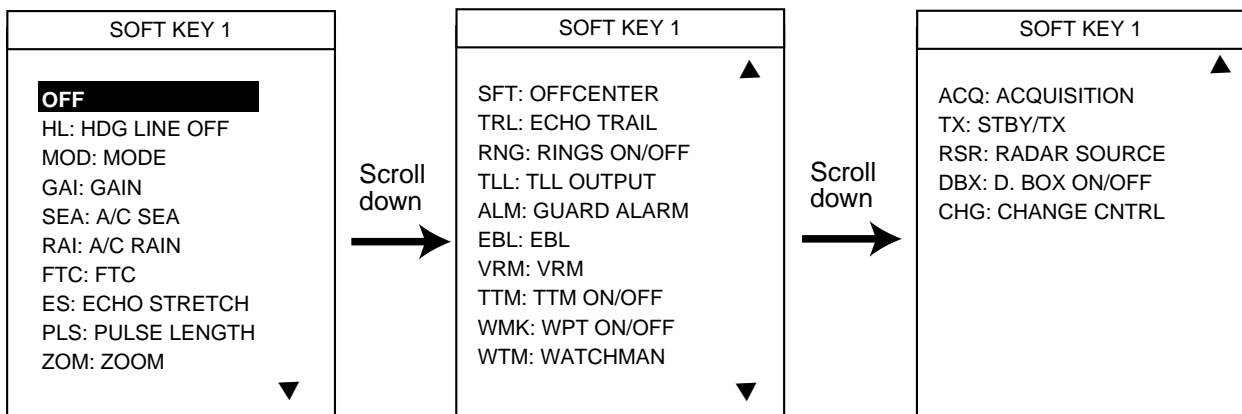 SOFT KEY 1
OFF
HL: HDG LINE OFF
MOD: MODE
GAI: GAIN
SEA: A/C SEA
RAI: A/C RAIN
FTC: FTC
ES: ECHO STRETCH
PLS: PULSE LENGTH
ZOM: ZOOM
Scroll
down
SOFT KEY 1
SFT: OFFCENTER
TRL: ECHO TRAIL
RNG: RINGS ON/OFF
TLL: TLL OUTPUT
ALM: GUARD ALARM
EBL: EBL
VRM: VRM
TTM: TTM ON/OFF
WMK: WPT ON/OFF
WTM: WATCHMAN
Scroll
down
SOFT KEY 1
ACQ: ACQUISITION
TX: STBY/TX
RSR: RADAR SOURCE
DBX: D. BOX ON/OFF
CHG: CHANGE CNTRL